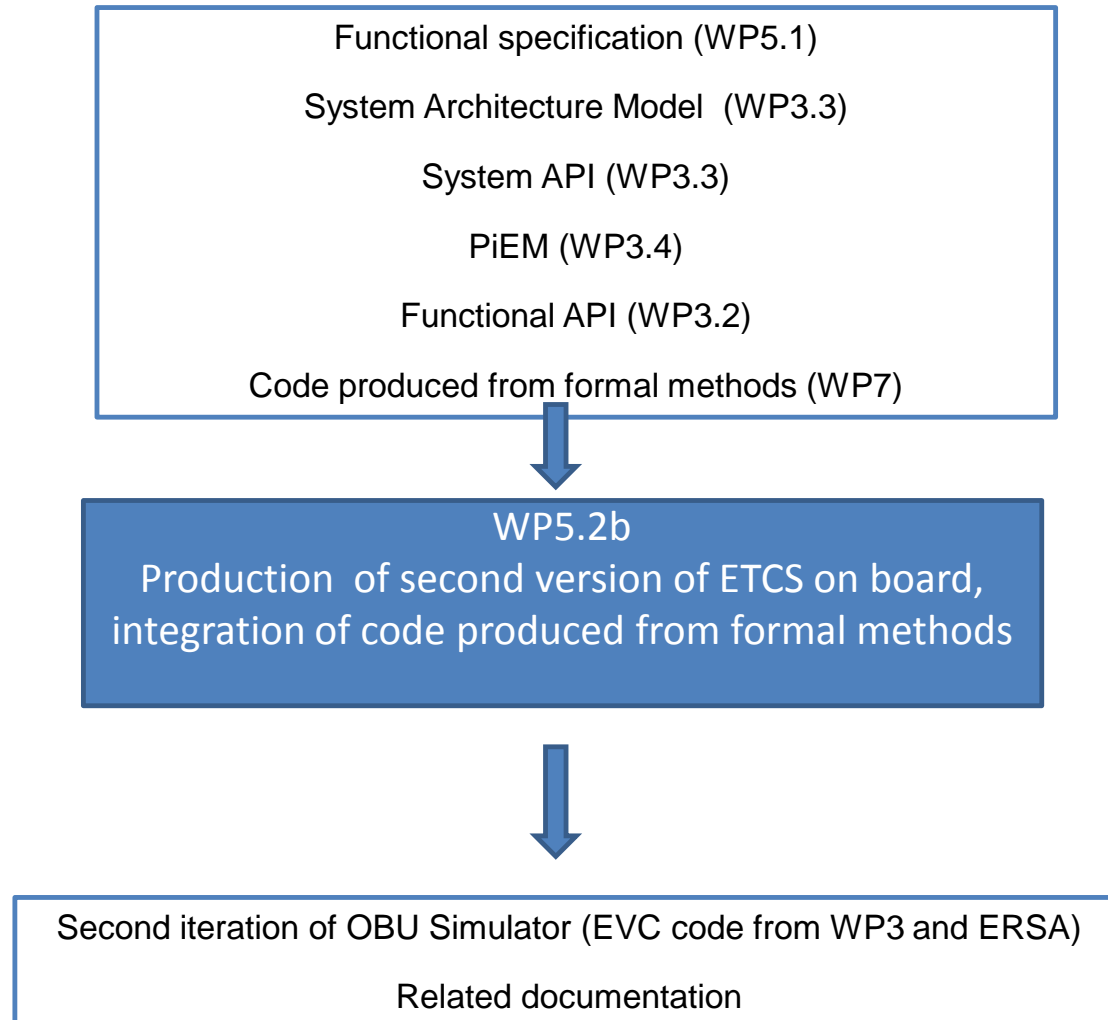 Functional specification (WP5.1)
System Architecture Model (WP3.3)
System API (WP3.3)
PiEM (WP3.4)
Functional API (WP3.2)
Code produced from formal methods (WP7)
WP5.2b
Production of second version of ETCS on board,
integration of code produced from formal methods
Second iteration of OBU Simulator (EVC code from WP3 and ERSA)
Related documentation